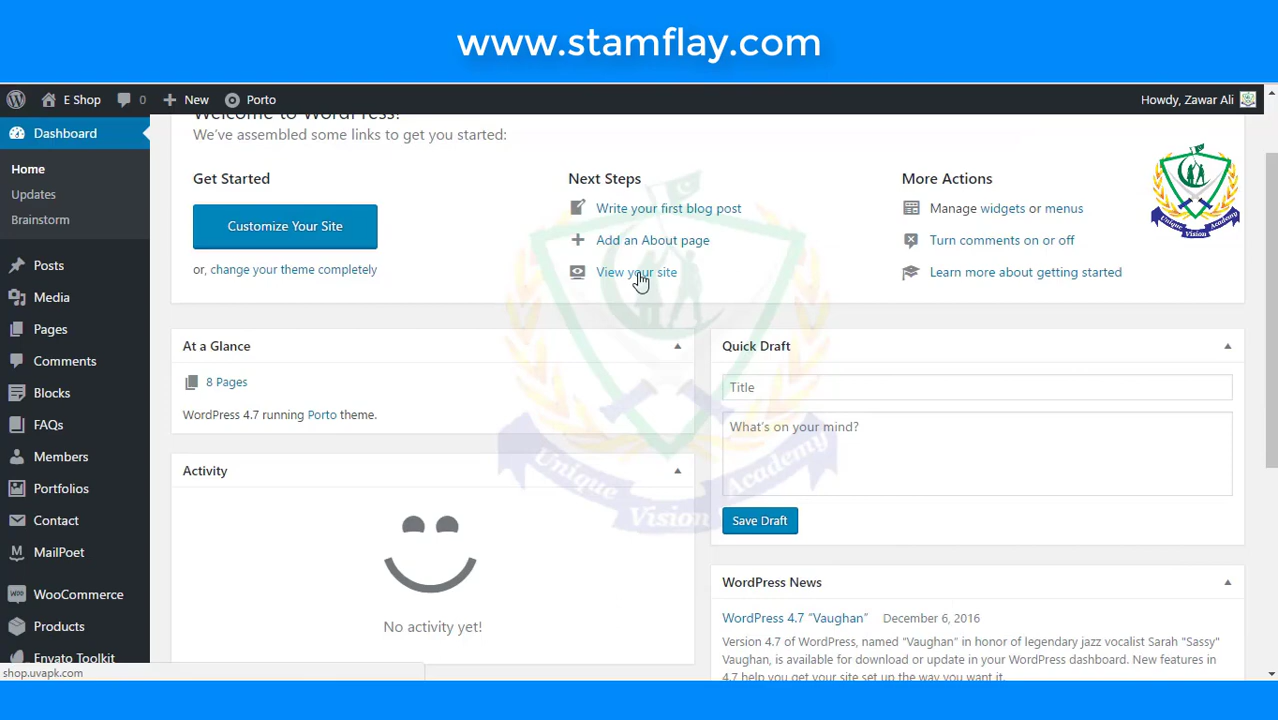 www.stamflay.com
E Shop 0 New Porto Howdy, Zawar Ali
Dashboard
Home
Updates
Brainstorm
Posts
Media
Pages
Comments
Blocks
FAQs
Members
Portfolios
Contact
MailPoet
WooCommerce
Products
Envato Toolkit
shop.uvapk.com
Welcome to WordPress!
We've assembled some links to get you started:
Get Started
Customize Your Site
or, change your theme completely
Next Steps
Write your first blog post
Add an About page
View your site
More Actions
Manage widgets or menus
Turn comments on or off
Learn more about getting started
Unique Vision Academy
At a Glance
8 Pages
WordPress 4.7 running Porto theme.
Activity
No activity yet!
Quick Draft
Title
What's on your mind?
Save Draft
WordPress News
WordPress 4.7 "Vaughan" December 6, 2016
Version 4.7 of WordPress, named "Vaughan" in honor of legendary jazz vocalist Sarah "Sassy"
Vaughan, is available for download or update in your WordPress dashboard. New features in
4.7 help you get your site set up the way you want it.
Unique Vision Academy